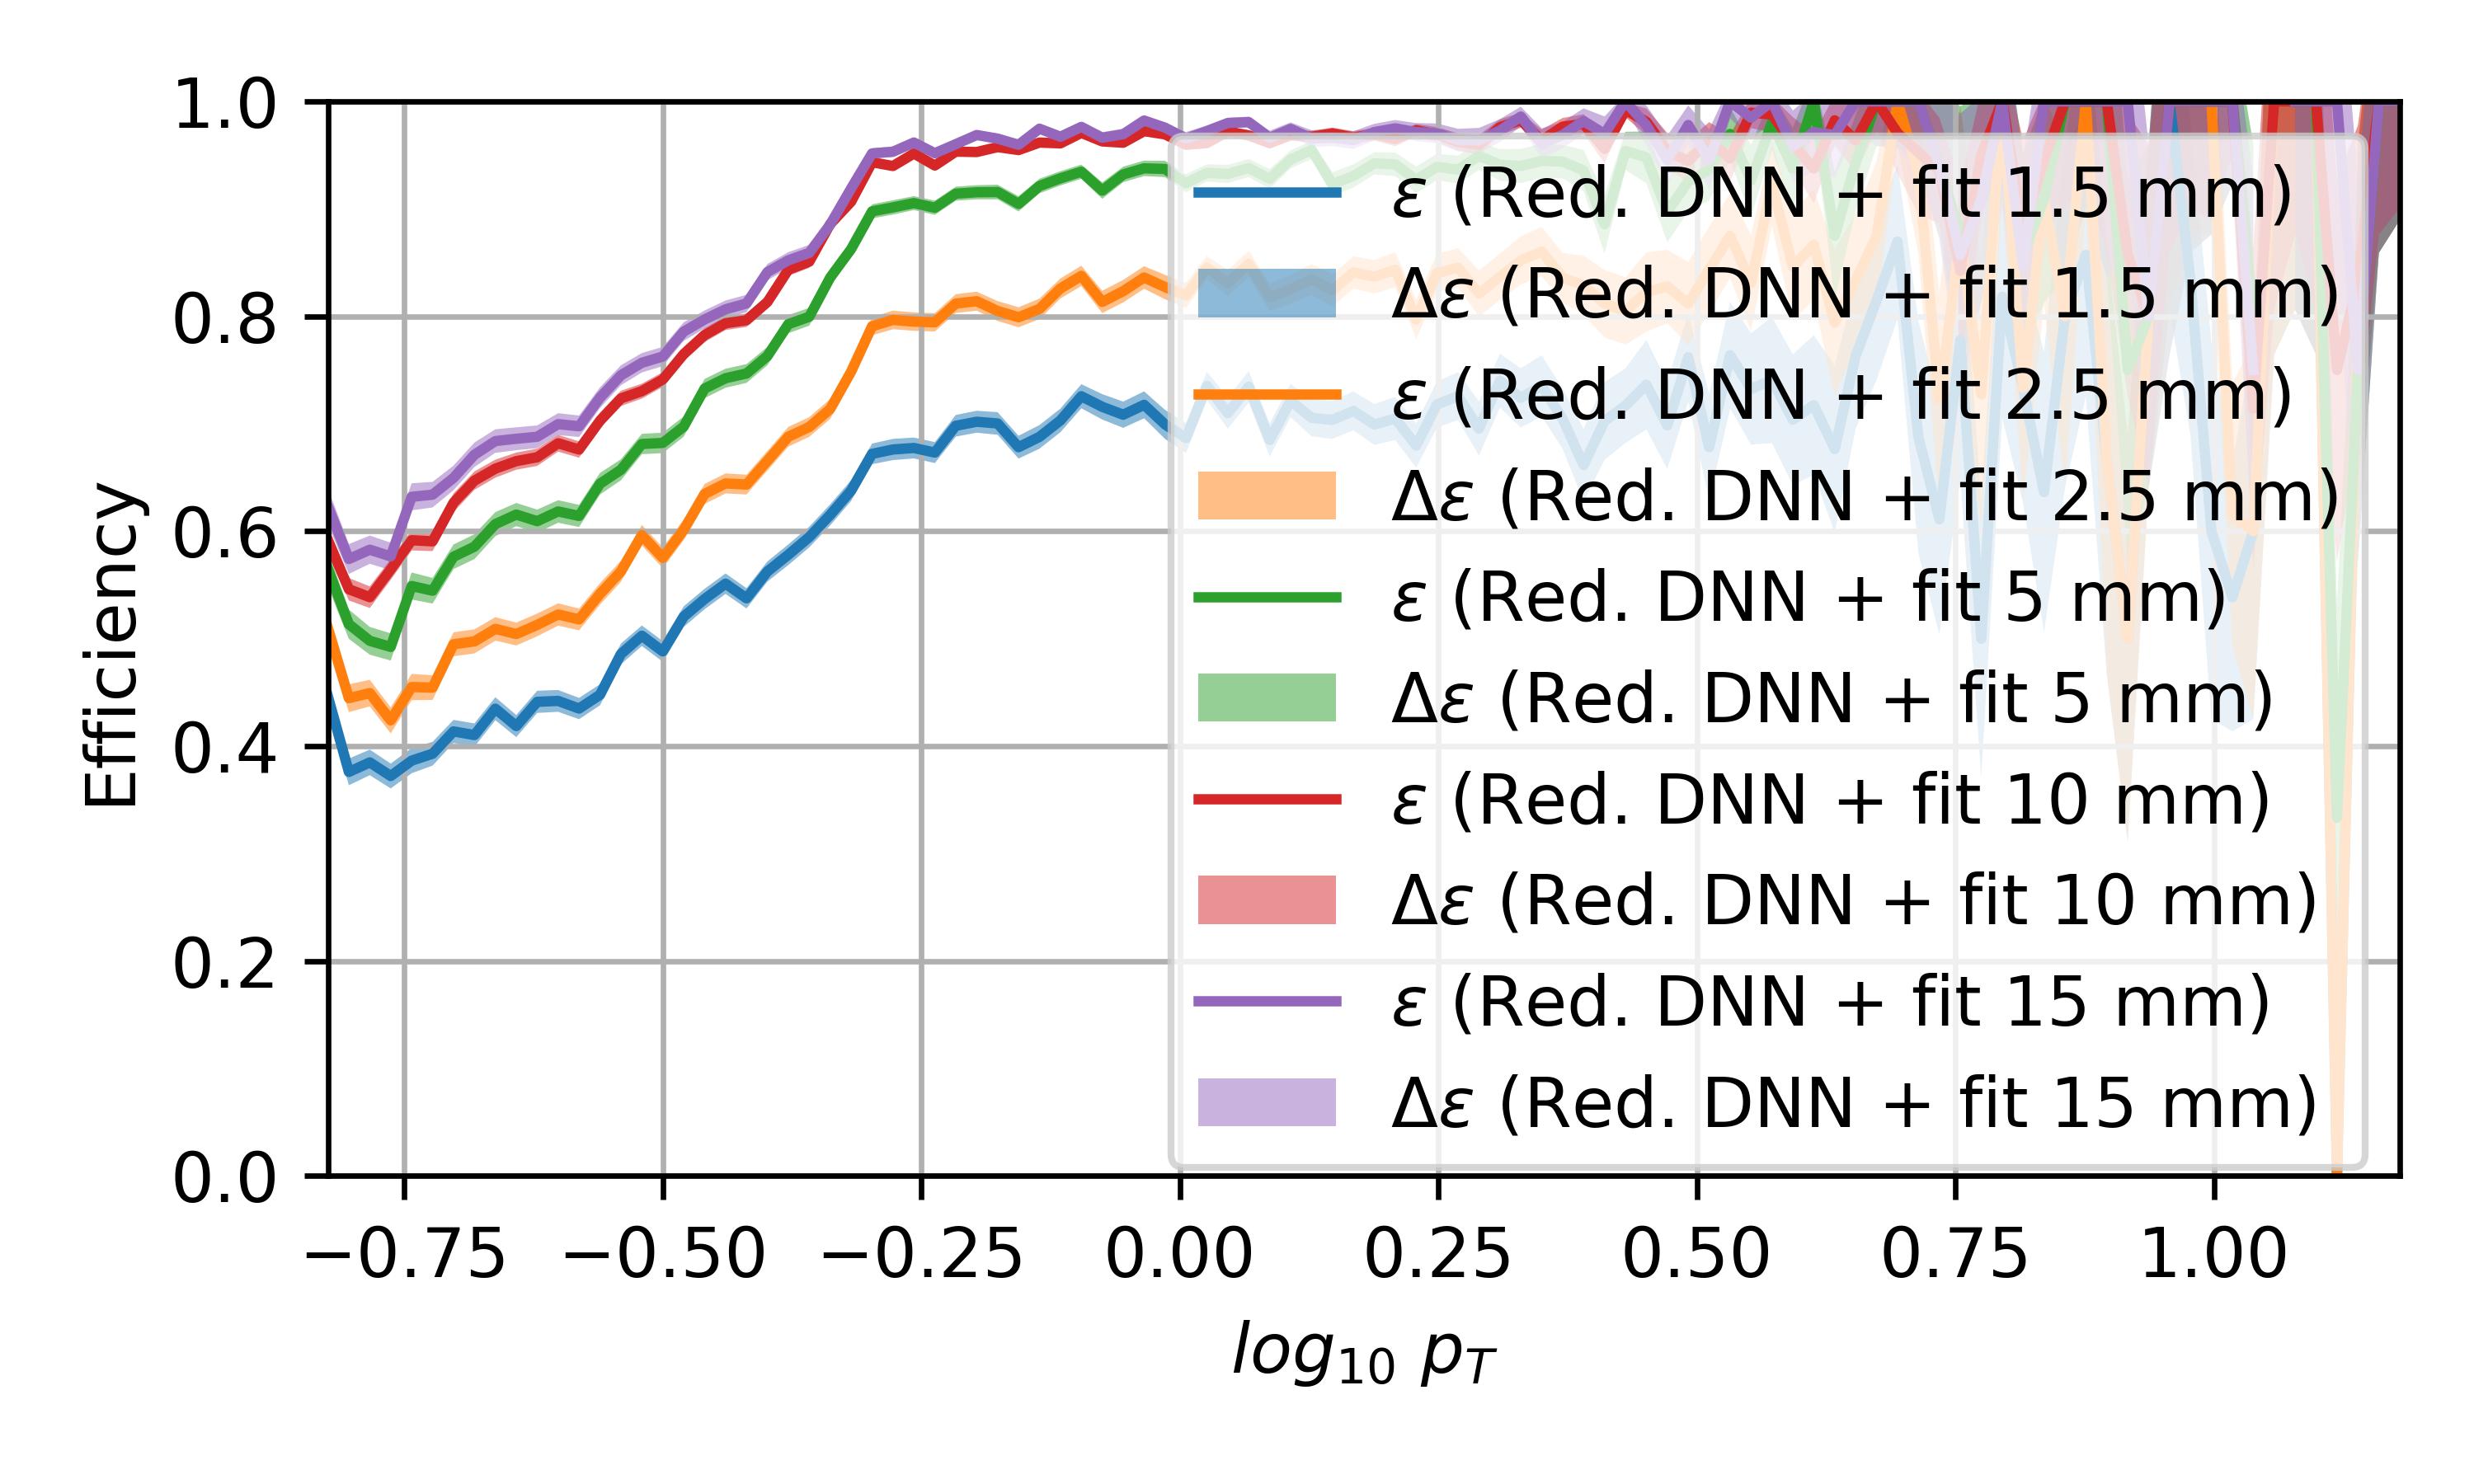 Efficiency
1.0
0.8
0.6
0.4
0.2
0.0
ε (Red. DNN + fit 1.5 mm)
Δε (Red. DNN + fit 1.5 mm)
ε (Red. DNN + fit 2.5 mm)
Δε (Red. DNN + fit 2.5 mm)
ε (Red. DNN + fit 5 mm)
Δε (Red. DNN + fit 5 mm)
ε (Red. DNN + fit 10 mm)
Δε (Red. DNN + fit 10 mm)
ε (Red. DNN + fit 15 mm)
Δε (Red. DNN + fit 15 mm)
−0.75 −0.50 −0.25 0.00 0.25 0.50 0.75 1.00
log₁₀ p_T